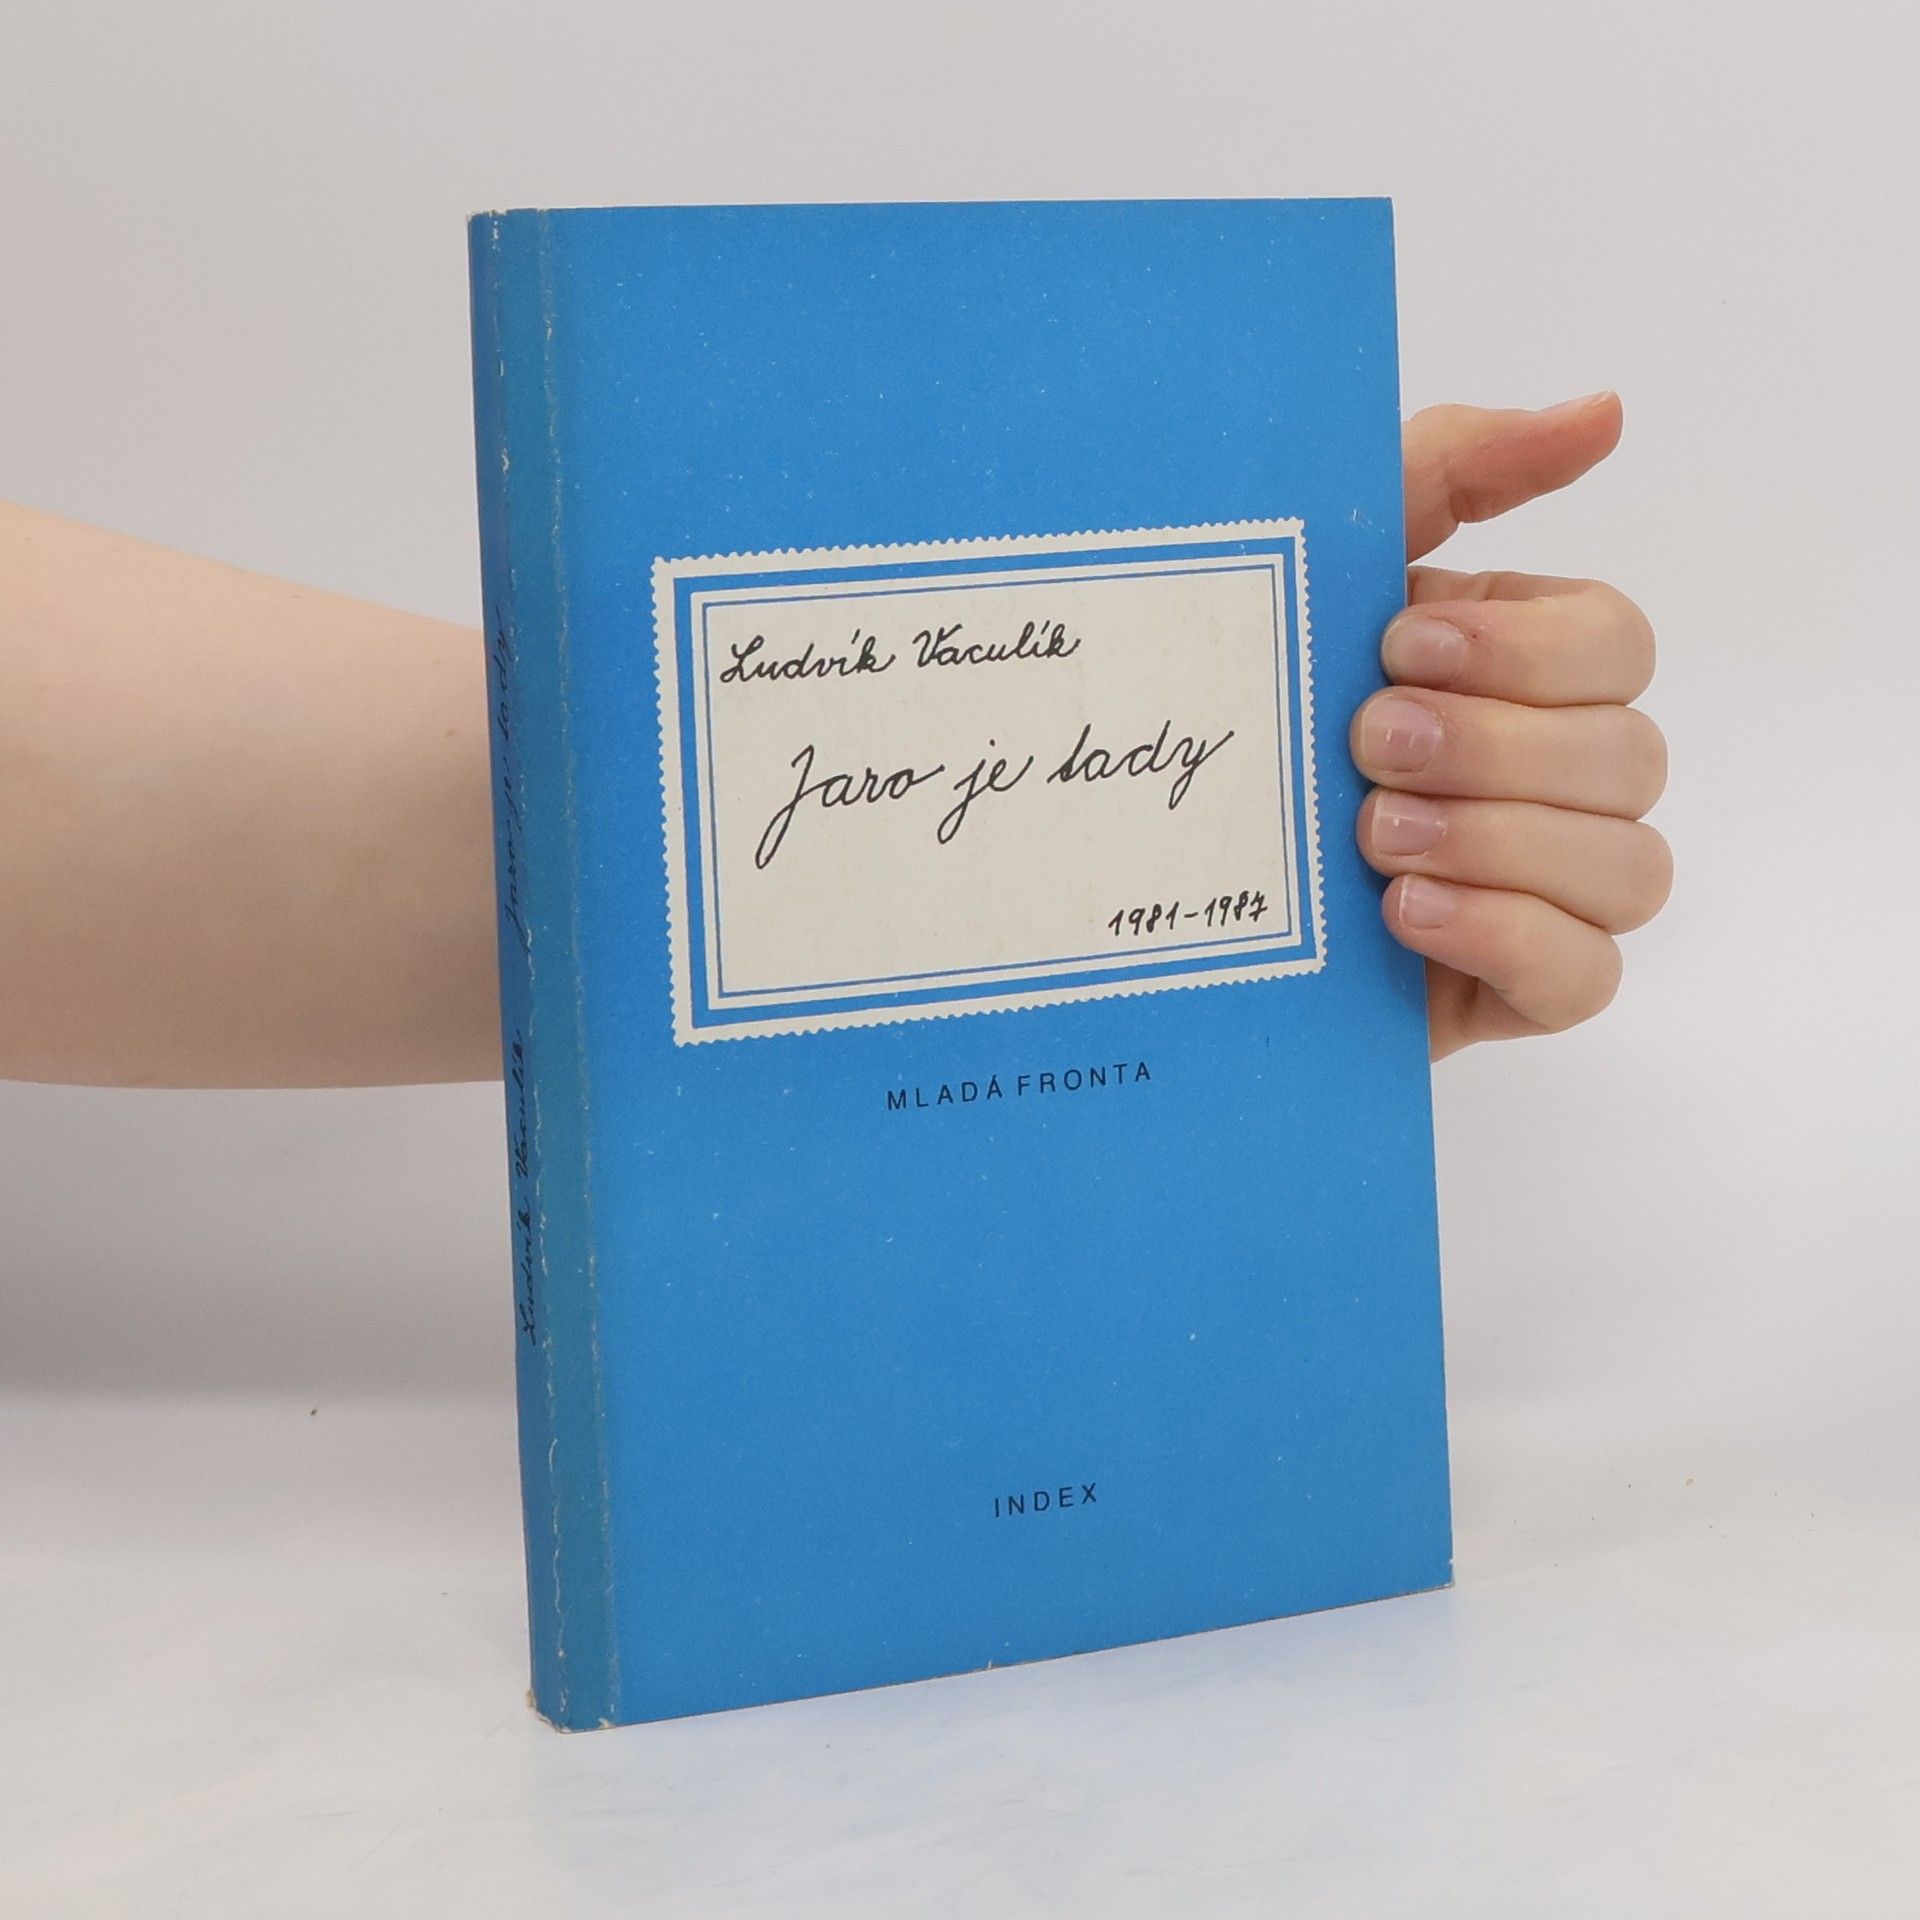 Ludvík Vaculík
Jaro je tady
1981-1987
MLADÁ FRONTA
INDEX
Ludvík Vaculík Jaro je tady